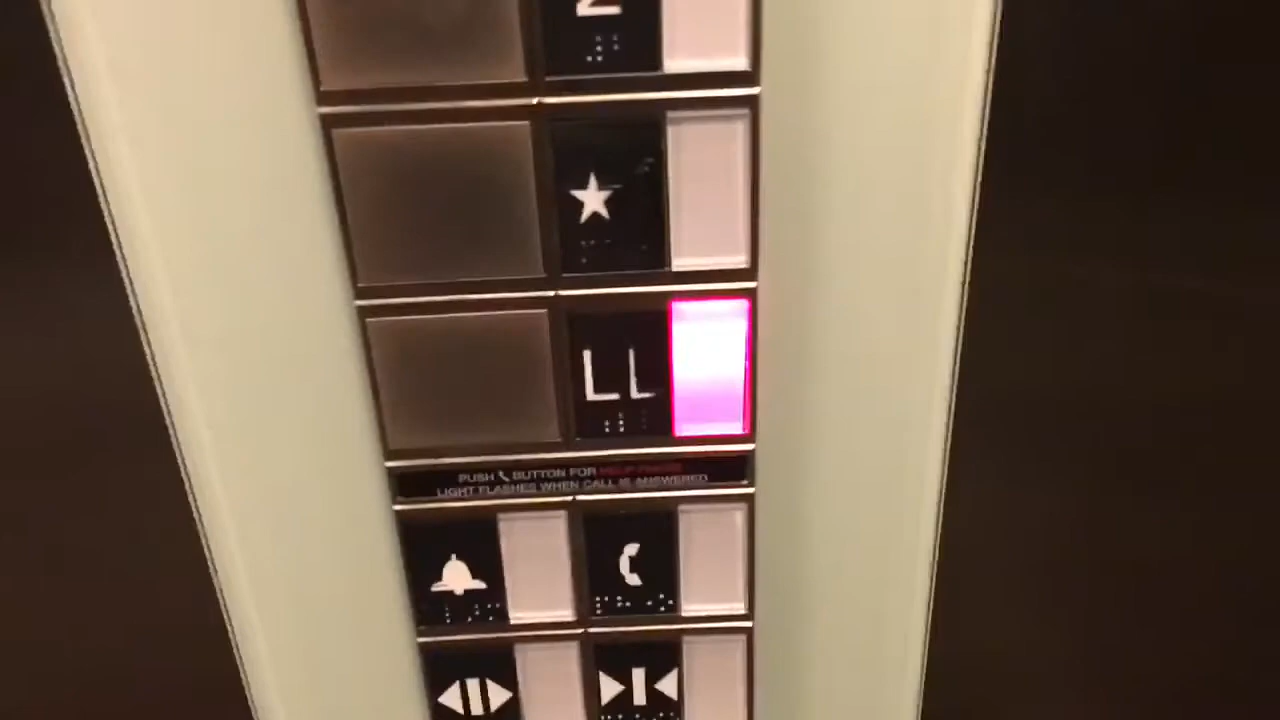 2
★
LL
PUSH BUTTON FOR HELP PHONE
LIGHT FLASHES WHEN CALL IS ANSWERED